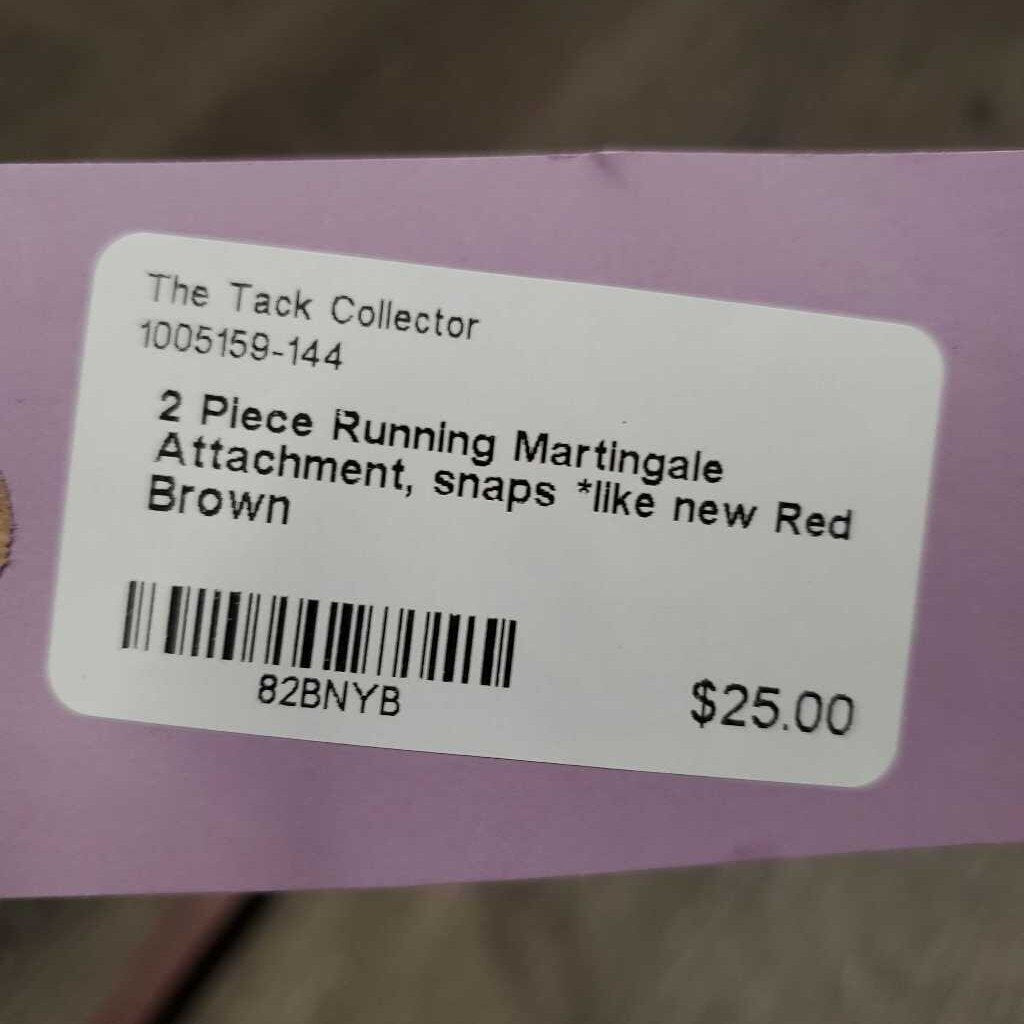 The Tack Collector
1005159-144
2 Piece Running Martingale
Attachment, snaps *like new Red
Brown
82BNYB
$25.00